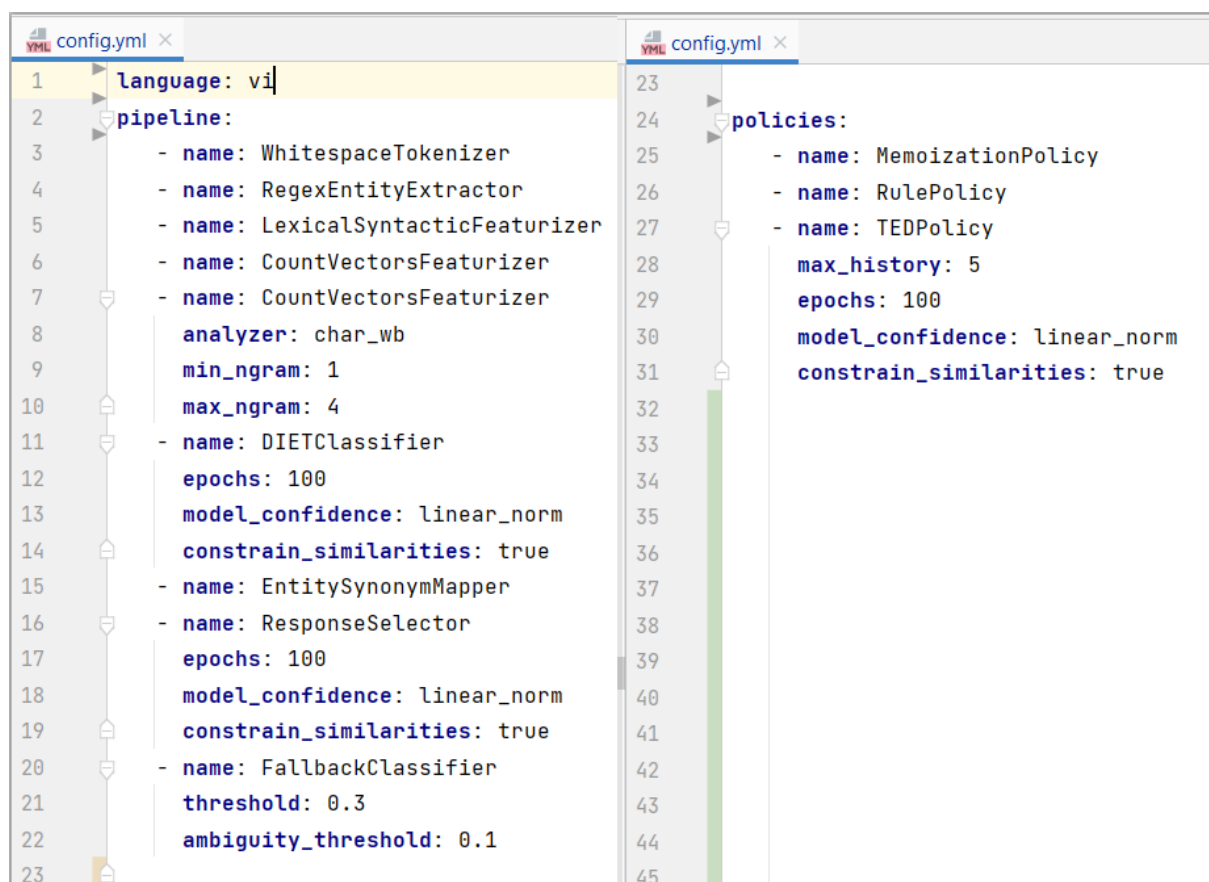 YML config.yml ×
1 language: vi
2 pipeline:
3 - name: WhitespaceTokenizer
4 - name: RegexEntityExtractor
5 - name: LexicalSyntacticFeaturizer
6 - name: CountVectorsFeaturizer
7 - name: CountVectorsFeaturizer
8 analyzer: char_wb
9 min_ngram: 1
10 max_ngram: 4
11 - name: DIETClassifier
12 epochs: 100
13 model_confidence: linear_norm
14 constrain_similarities: true
15 - name: EntitySynonymMapper
16 - name: ResponseSelector
17 epochs: 100
18 model_confidence: linear_norm
19 constrain_similarities: true
20 - name: FallbackClassifier
21 threshold: 0.3
22 ambiguity_threshold: 0.1
23
YML config.yml ×
23
24 policies:
25 - name: MemoizationPolicy
26 - name: RulePolicy
27 - name: TEDPolicy
28 max_history: 5
29 epochs: 100
30 model_confidence: linear_norm
31 constrain_similarities: true
32
33
34
35
36
37
38
39
40
41
42
43
44
45